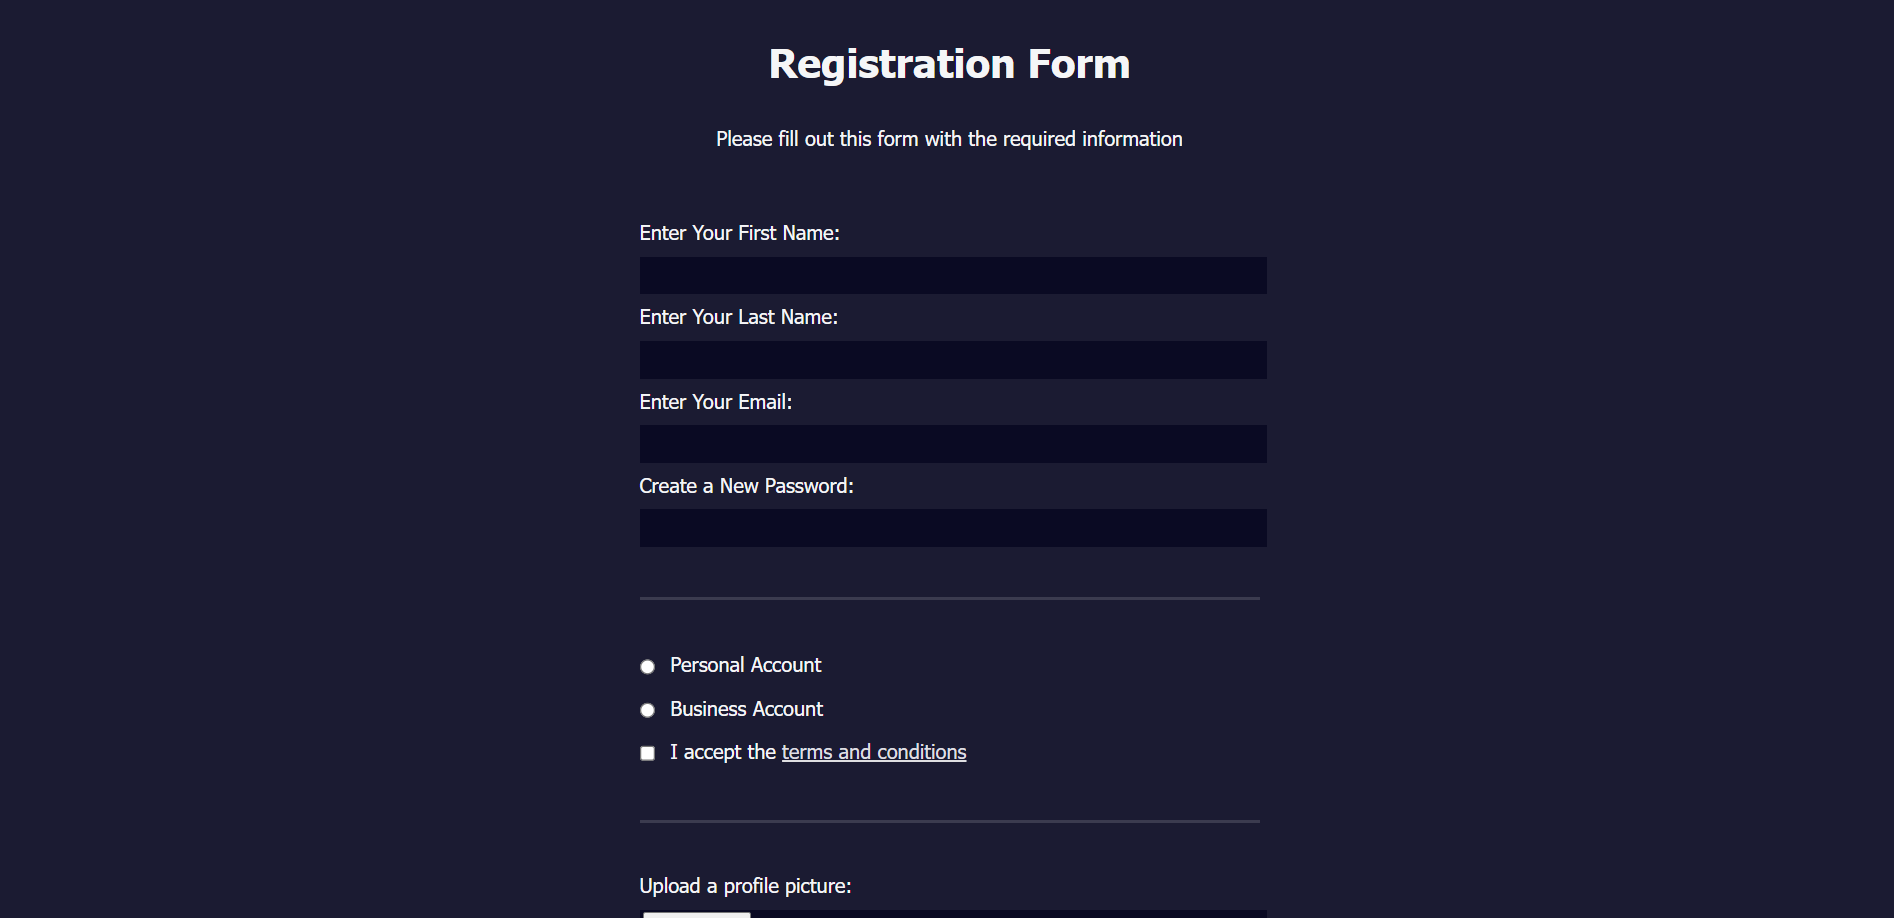 Registration Form
Please fill out this form with the required information
Enter Your First Name:
Enter Your Last Name:
Enter Your Email:
Create a New Password:
Personal Account
Business Account
I accept the terms and conditions
Upload a profile picture: